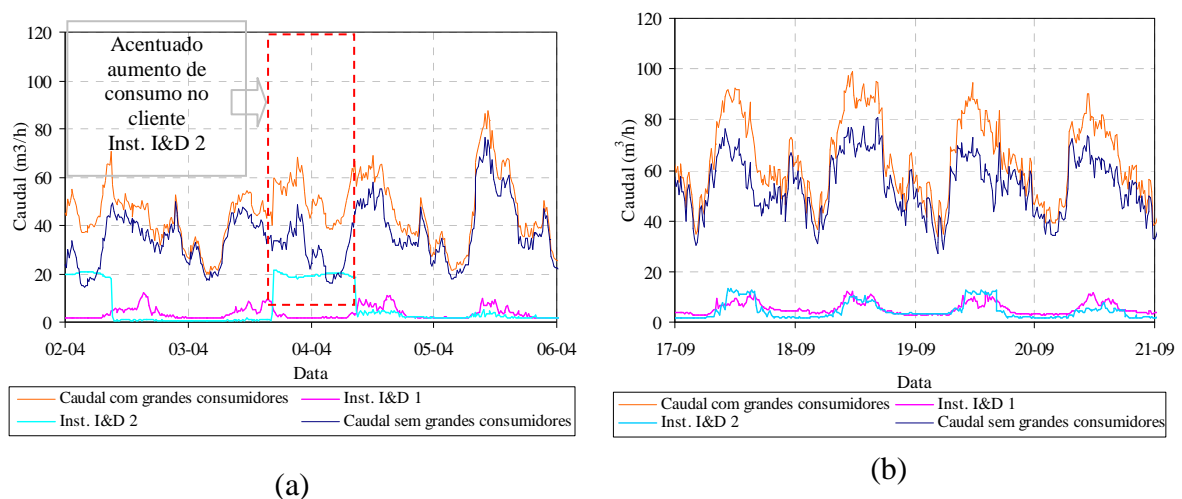 120
100
80
60
40
20
0
Caudal (m3/h)
Acentuado
aumento de
consumo no
cliente
Inst. I&D 2
02-04 03-04 04-04 05-04 06-04
Data
Caudal com grandes consumidores Inst. I&D 1
Inst. I&D 2 Caudal sem grandes consumidores
(a)
120
100
80
60
40
20
0
Caudal (m³/h)
17-09 18-09 19-09 20-09 21-09
Data
Caudal com grandes consumidores Inst. I&D 1
Inst. I&D 2 Caudal sem grandes consumidores
(b)